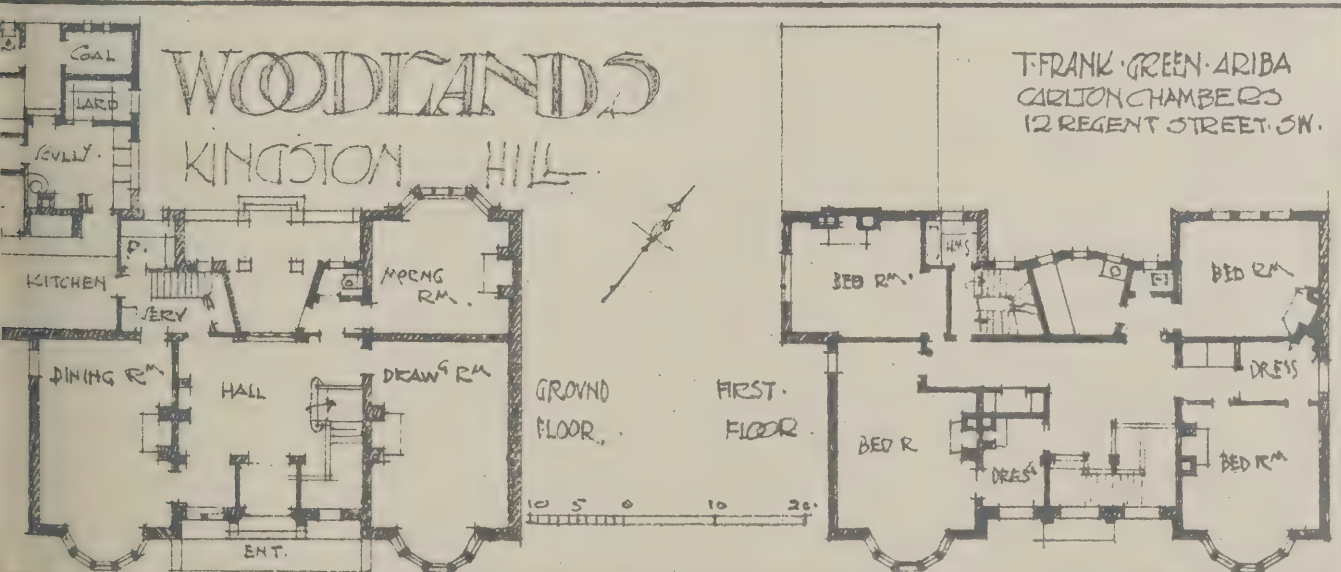 WOODLANDS
KINGSTON HILL
T·FRANK·GREEN·ARIBA
CARLTON CHAMBERS
12 REGENT STREET·SW.
COAL
LARD
SCULLY.
KITCHEN
P.
SERV
MORNG
RM.
DINING RM
HALL
DRAWG RM
ENT.
GROUND
FLOOR.
FIRST.
FLOOR.
10 5 0 10 20.
BED RM.
HMS
BED RM
DRESS
BED R
DRESG
BED RM